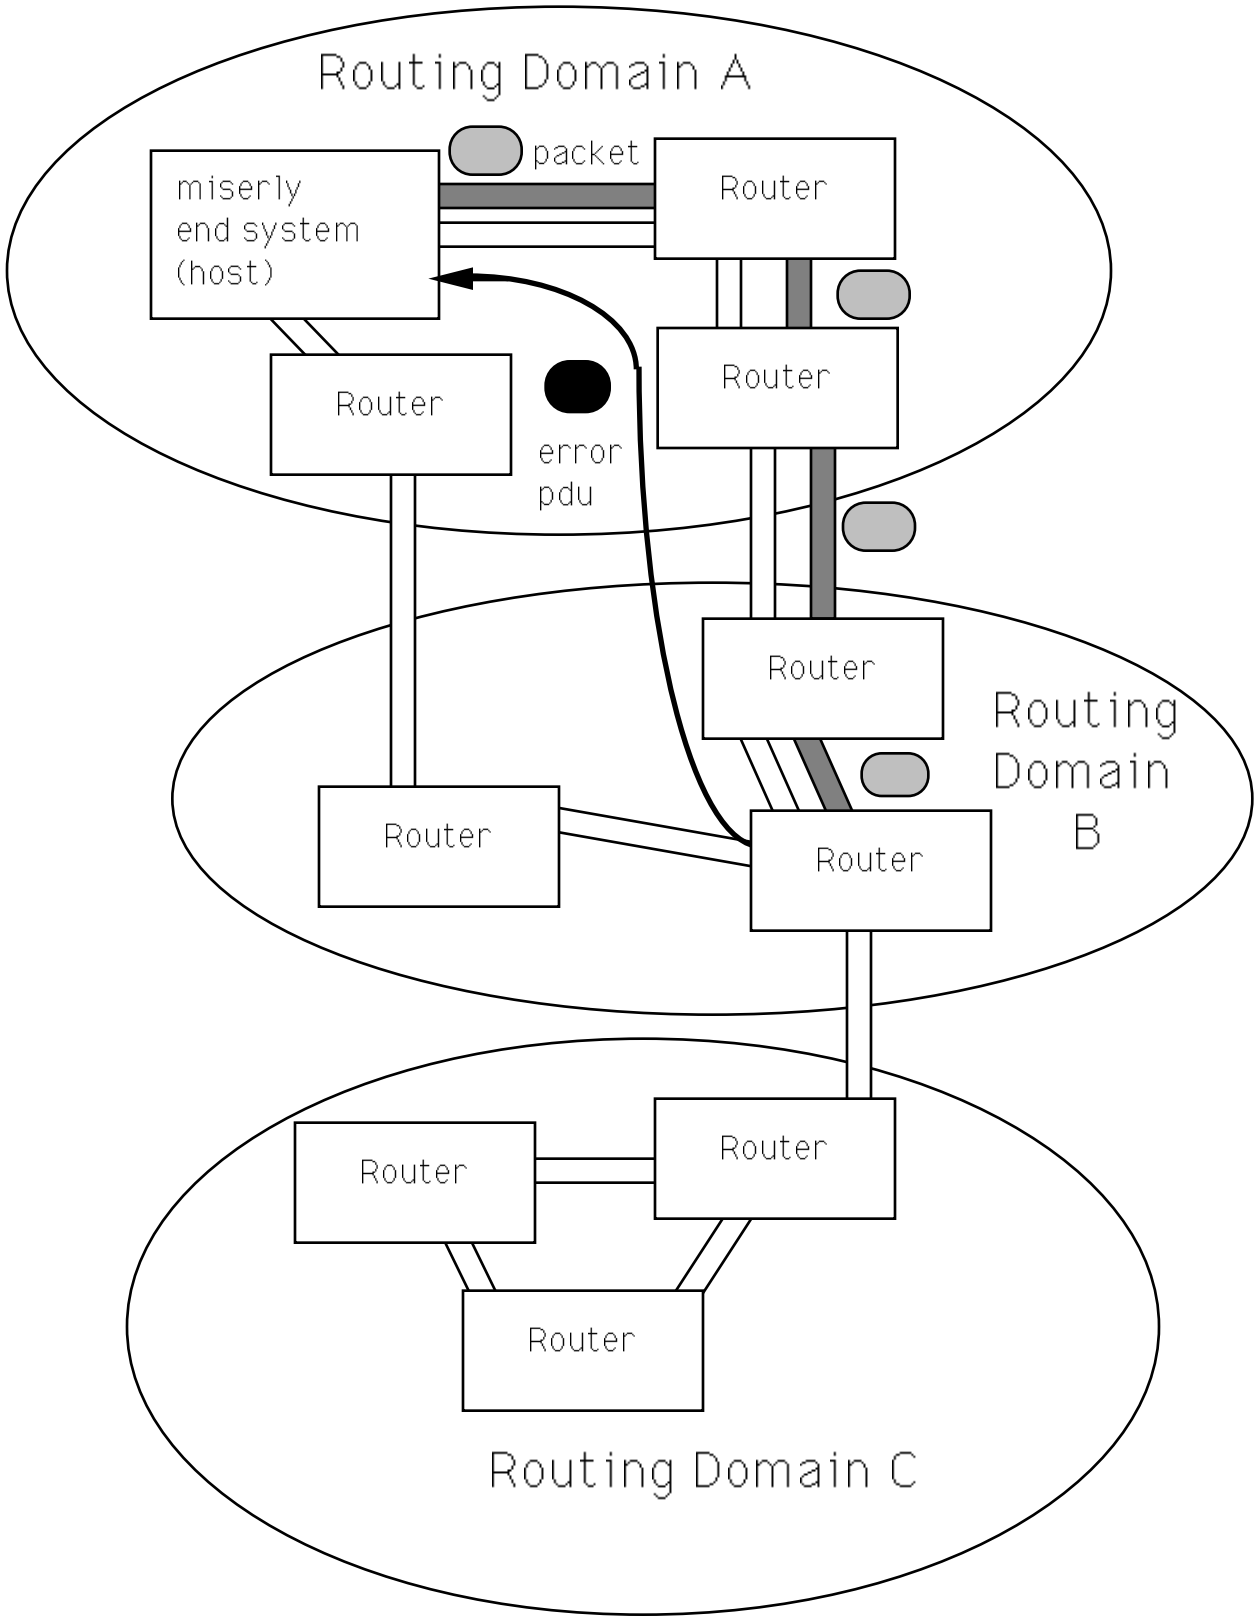 Routing Domain A
packet
miserly
end system
(host)
Router
Router
Router
error
pdu
Router
Routing
Domain
B
Router
Router
Router
Router
Router
Routing Domain C